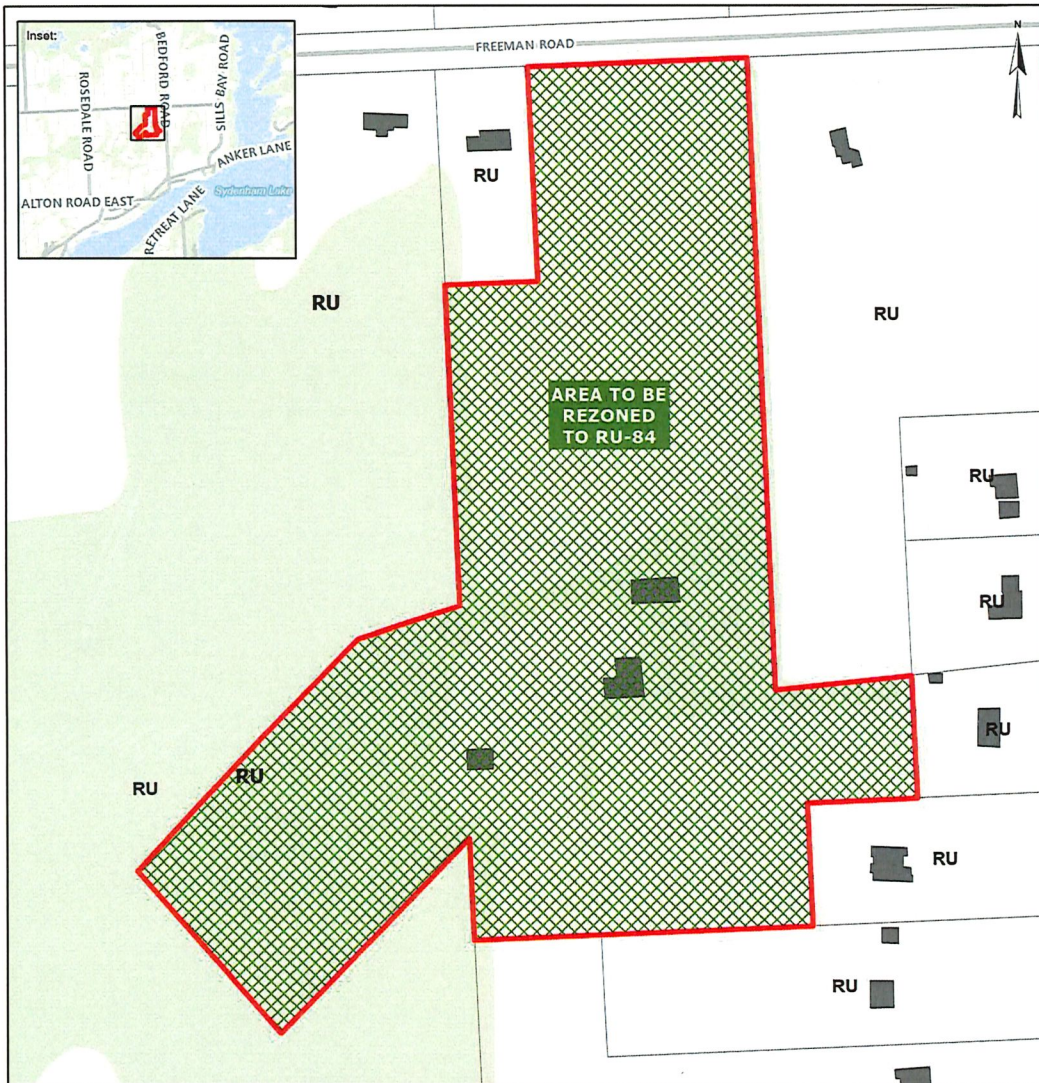 Inset:
BEDFORD ROAD
SILLS BAY ROAD
ROSEDALE ROAD
ANKER LANE
ALTON ROAD EAST
RETREAT LANE
Sydenham Lake
FREEMAN ROAD
N
RU
RU
RU
AREA TO BE
REZONED
TO RU-84
RU
RU
RU
RU
RU
RU
RU